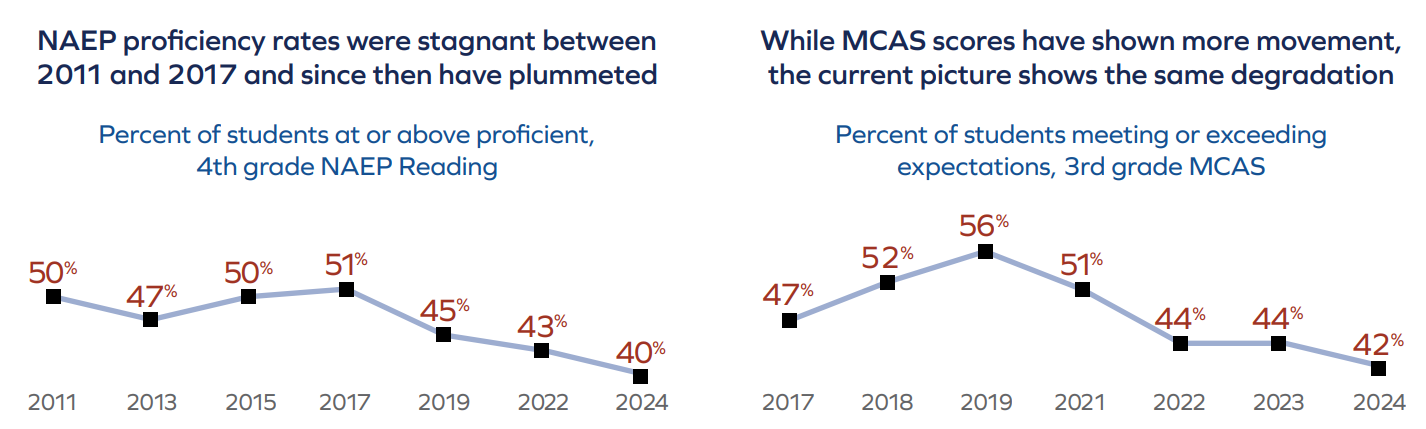 NAEP proficiency rates were stagnant between
2011 and 2017 and since then have plummeted
Percent of students at or above proficient,
4th grade NAEP Reading
50%
47%
50%
51%
45%
43%
40%
2011 2013 2015 2017 2019 2022 2024
While MCAS scores have shown more movement,
the current picture shows the same degradation
Percent of students meeting or exceeding
expectations, 3rd grade MCAS
47%
52%
56%
51%
44%
44%
42%
2017 2018 2019 2021 2022 2023 2024